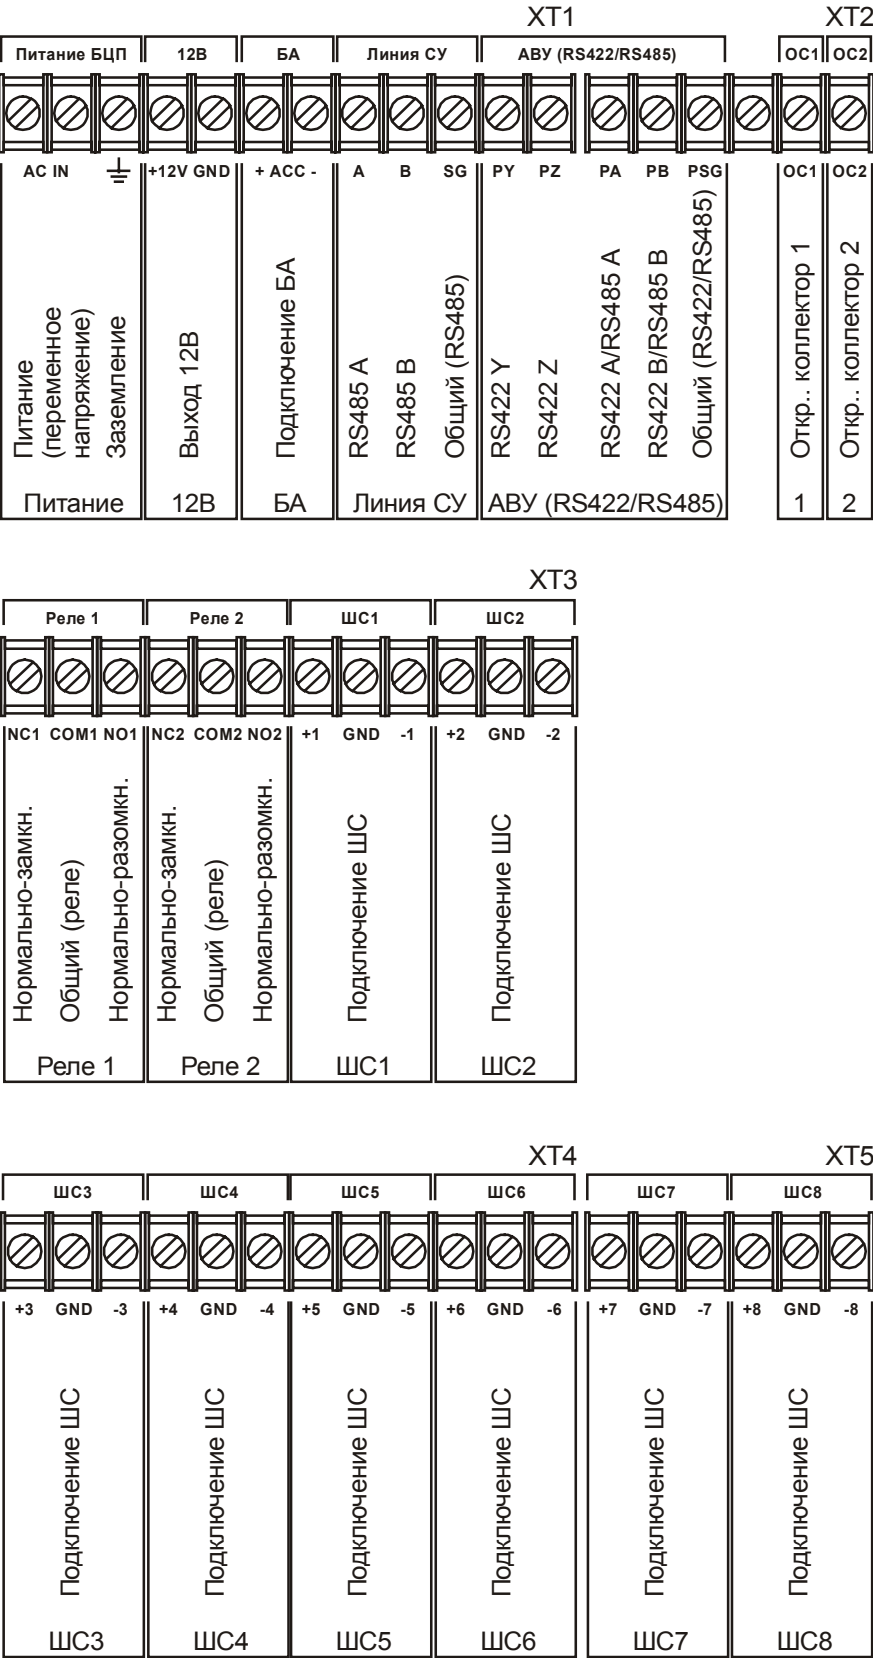 XT1 XT2
Питание БЦП 12В БА Линия СУ АВУ (RS422/RS485) ОС1 ОС2
AC IN +12V GND + ACC - A B SG PY PZ PA PB PSG ОС1 ОС2
Питание
(переменное
напряжение)
Заземление
Выход 12В
Подключение БА
RS485 A
RS485 B
Общий (RS485)
RS422 Y
RS422 Z
RS422 A/RS485 A
RS422 B/RS485 B
Общий (RS422/RS485)
Откр.. коллектор 1
Откр.. коллектор 2
Питание 12В БА Линия СУ АВУ (RS422/RS485) 1 2
XT3
Реле 1 Реле 2 ШС1 ШС2
NC1 COM1 NO1 NC2 COM2 NO2 +1 GND -1 +2 GND -2
Нормально-замкн.
Общий (реле)
Нормально-разомкн.
Нормально-замкн.
Общий (реле)
Нормально-разомкн.
Подключение ШС
Подключение ШС
Реле 1 Реле 2 ШС1 ШС2
XT4 XT5
ШС3 ШС4 ШС5 ШС6 ШС7 ШС8
+3 GND -3 +4 GND -4 +5 GND -5 +6 GND -6 +7 GND -7 +8 GND -8
Подключение ШС
Подключение ШС
Подключение ШС
Подключение ШС
Подключение ШС
Подключение ШС
ШС3 ШС4 ШС5 ШС6 ШС7 ШС8